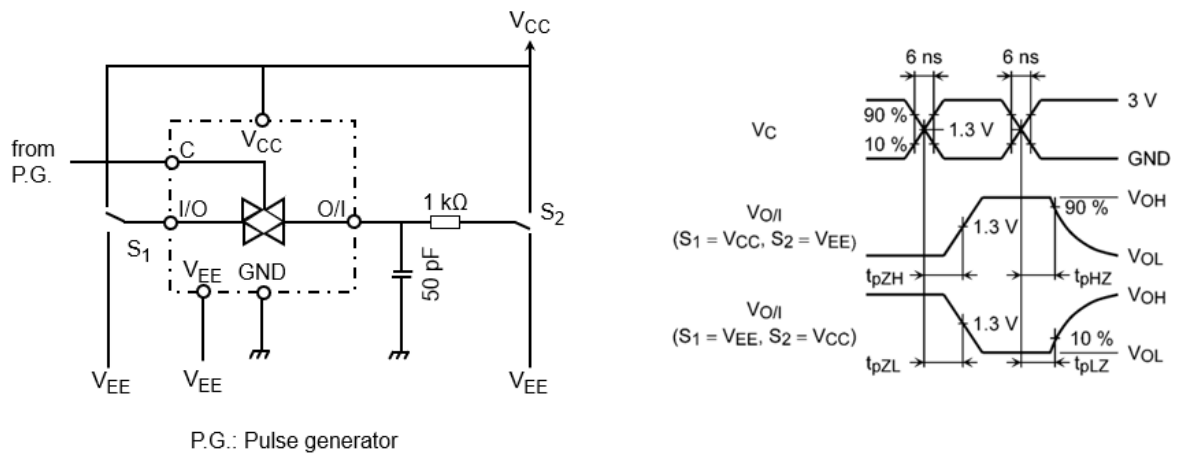 VCC
from
P.G.
C
VCC
I/O
O/I
1 kΩ
S1
S2
VEE
GND
50 pF
VEE
VEE
VEE
P.G.: Pulse generator
6 ns
6 ns
VC
90 %
10 %
1.3 V
3 V
GND
VO/I
(S1 = VCC, S2 = VEE)
1.3 V
90 %
VOH
VOL
tpZH
tpHZ
VO/I
(S1 = VEE, S2 = VCC)
1.3 V
10 %
VOH
VOL
tpZL
tpLZ